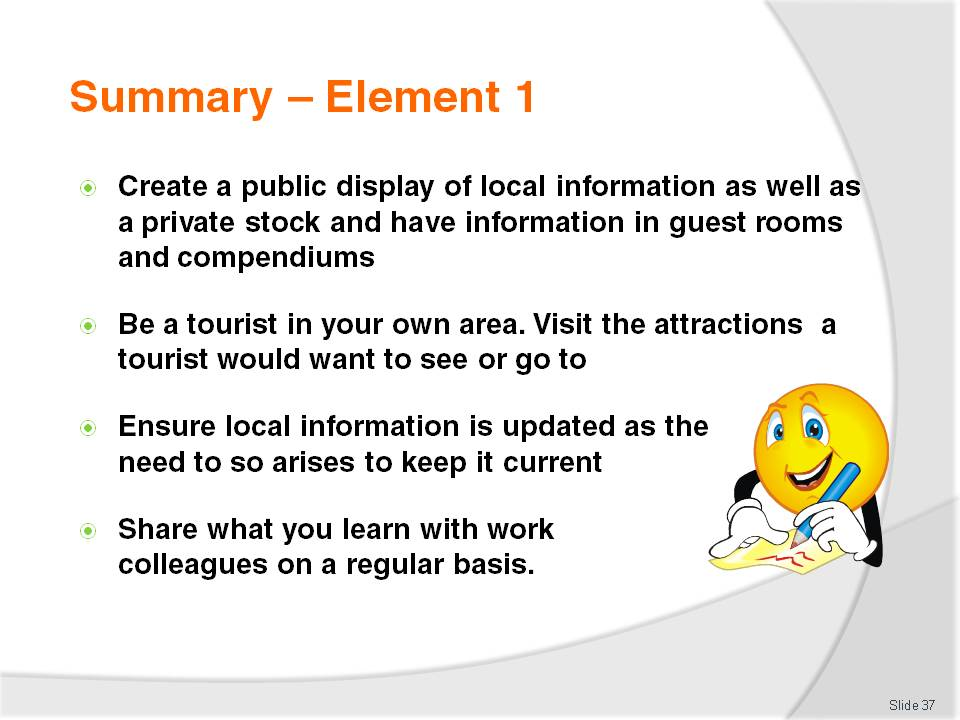 Summary – Element 1
Create a public display of local information as well as
a private stock and have information in guest rooms
and compendiums
Be a tourist in your own area. Visit the attractions  a
tourist would want to see or go to
Ensure local information is updated as the
need to so arises to keep it current
Share what you learn with work
colleagues on a regular basis.
Slide 37